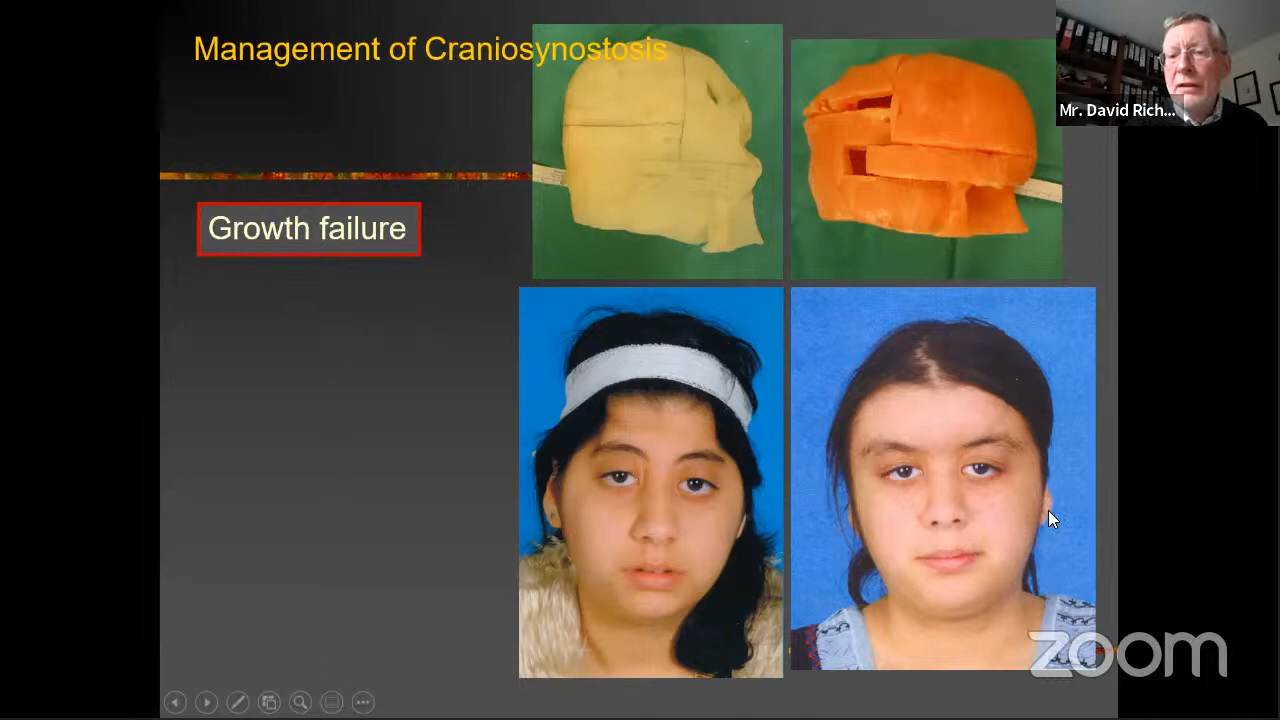 Management of Craniosynostosis
Mr. David Rich...
Growth failure
zoom